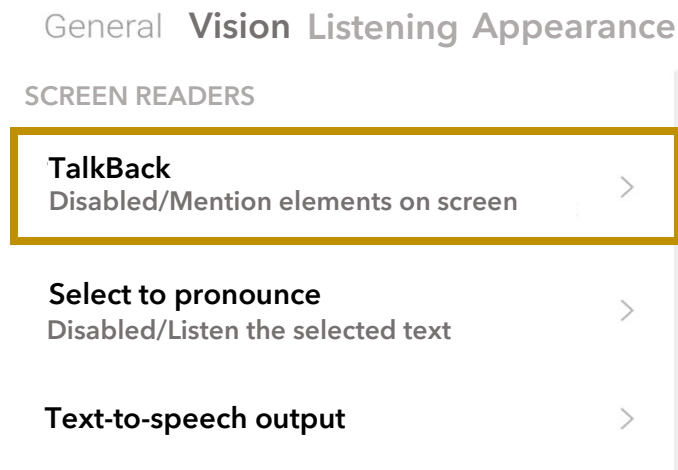 General Vision Listening Appearance
SCREEN READERS
TalkBack
Disabled/Mention elements on screen
Select to pronounce
Disabled/Listen the selected text
Text-to-speech output